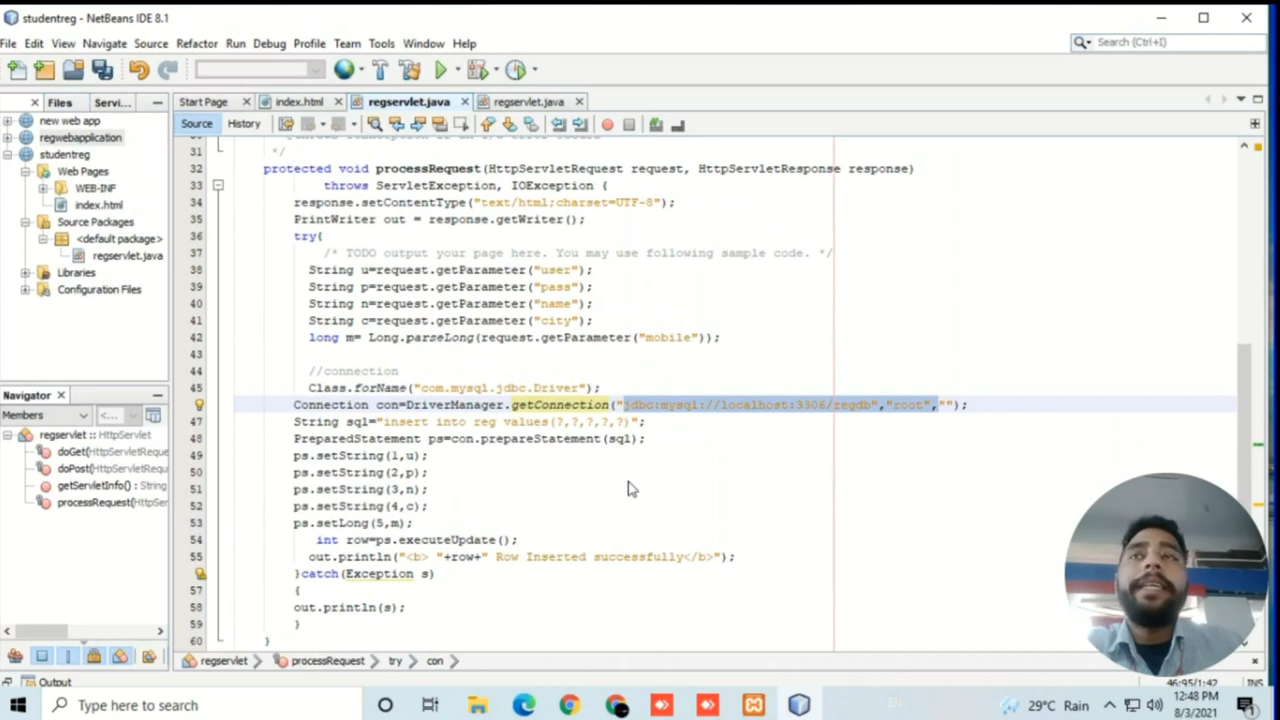 studentreg - NetBeans IDE 8.1
File Edit View Navigate Source Refactor Run Debug Profile Team Tools Window Help
Search (Ctrl+I)
Files Servi...
Start Page index.html regservlet.java regservlet.java
Source History
new web app
regwebapplication
studentreg
Web Pages
WEB-INF
index.html
Source Packages
<default package>
regservlet.java
Libraries
Configuration Files
Navigator
Members <...
regservlet :: HttpServlet
doGet(HttpServletReque
doPost(HttpServletRequ
getServletInfo() : String
processRequest(HttpSer
31 */
32 protected void processRequest(HttpServletRequest request, HttpServletResponse response)
33 throws ServletException, IOException {
34 response.setContentType("text/html;charset=UTF-8");
35 PrintWriter out = response.getWriter();
36 try{
37 /* TODO output your page here. You may use following sample code. */
38 String u=request.getParameter("user");
39 String p=request.getParameter("pass");
40 String n=request.getParameter("name");
41 String c=request.getParameter("city");
42 long m= Long.parseLong(request.getParameter("mobile"));
43
44 //connection
45 Class.forName("com.mysql.jdbc.Driver");
Connection con=DriverManager.getConnection("jdbc:mysql://localhost:3306/regdb","root","");
47 String sql="insert into reg values(?,?,?,?,?)";
48 PreparedStatement ps=con.prepareStatement(sql);
49 ps.setString(1,u);
50 ps.setString(2,p);
51 ps.setString(3,n);
52 ps.setString(4,c);
53 ps.setLong(5,m);
54 int row=ps.executeUpdate();
55 out.println("<b> "+row+" Row Inserted successfully</b>");
}catch(Exception s)
57 {
58 out.println(s);
59 }
60 }
regservlet processRequest try con
Output
46:95/1:42 INS
Type here to search
29°C Rain
12:48 PM
8/3/2021
1